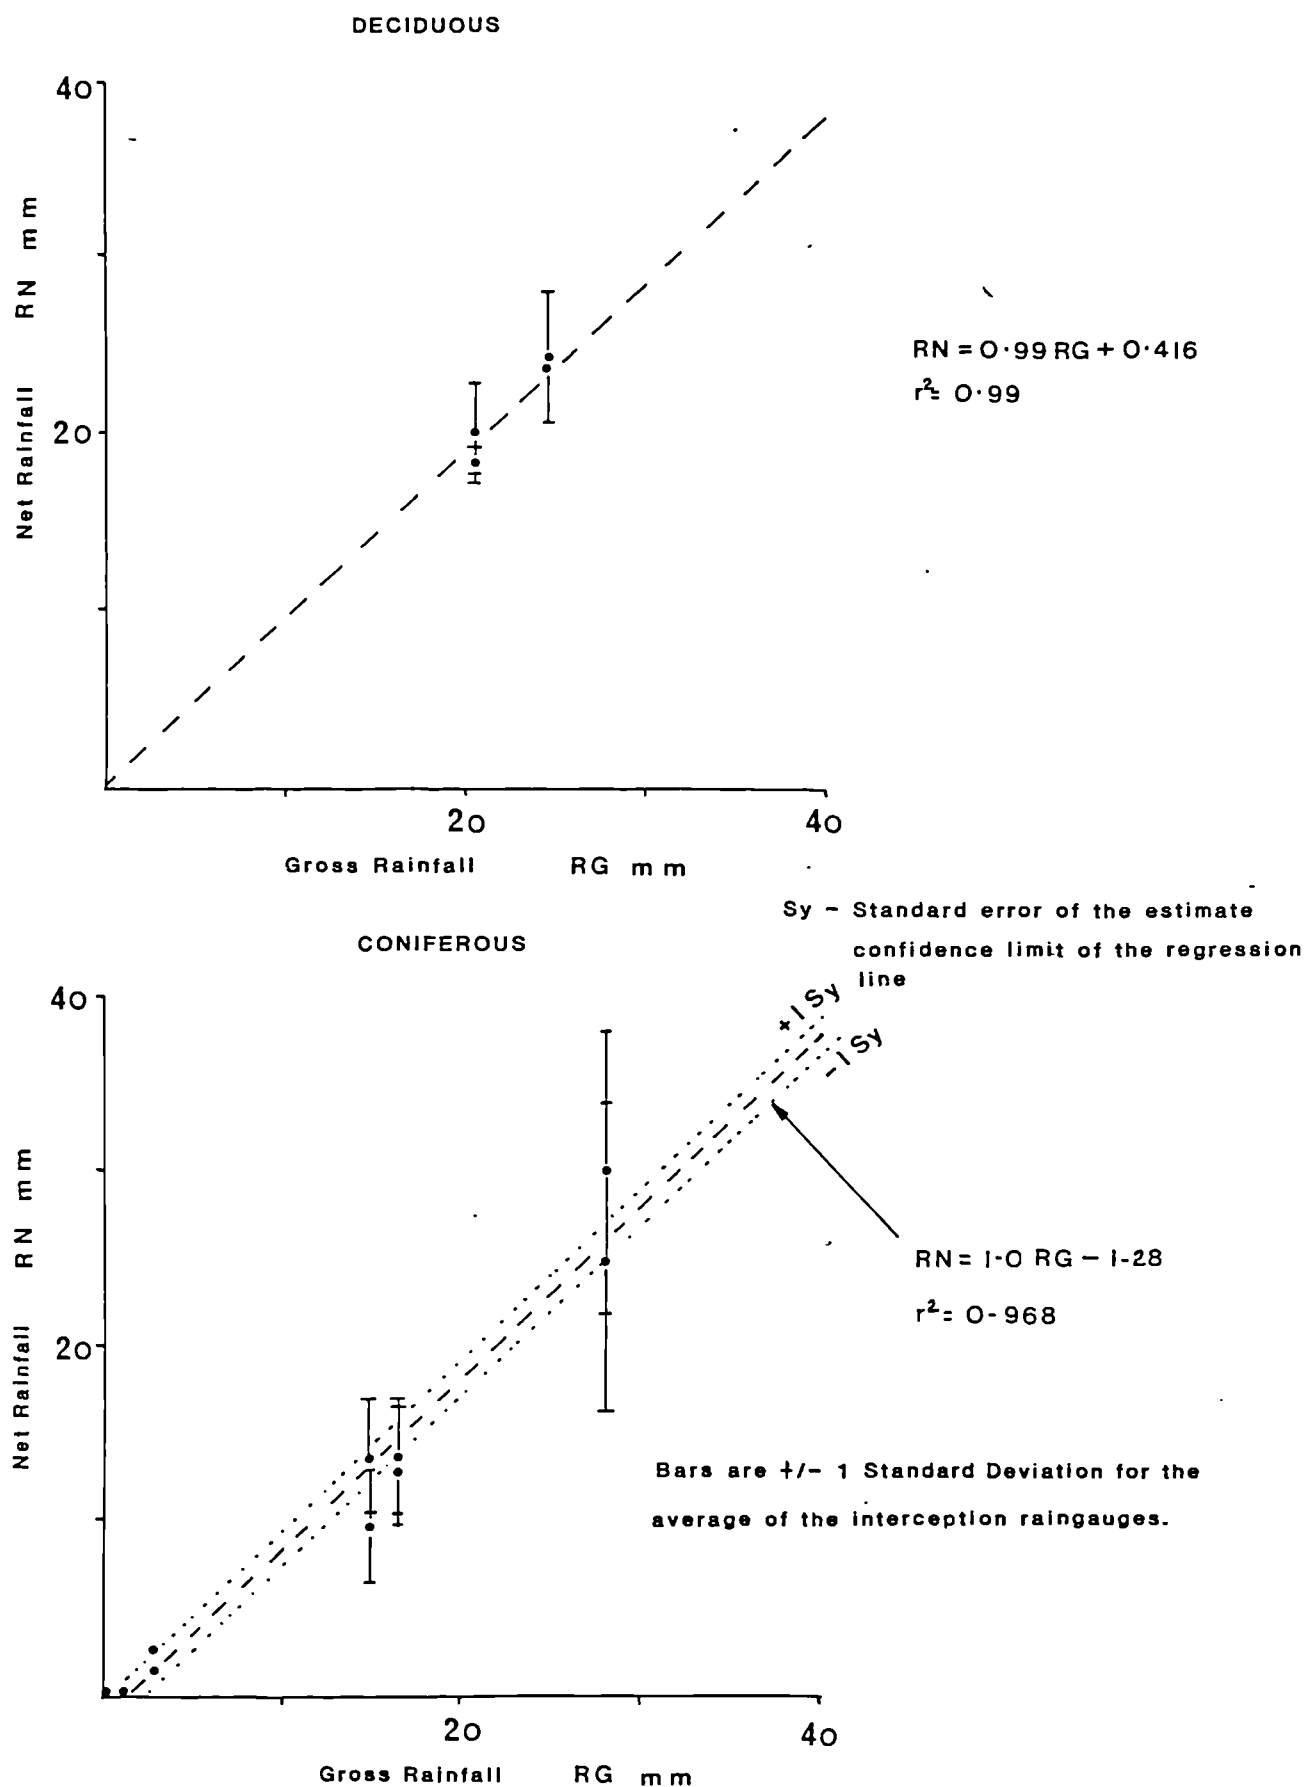 DECIDUOUS
40
20
Net Rainfall RN mm
RN = 0·99 RG + 0·416
r²= 0·99
20
40
Gross Rainfall RG mm
Sy - Standard error of the estimate
confidence limit of the regression
line
CONIFEROUS
40
+1 Sy
-1 Sy
20
Net Rainfall RN mm
RN = 1·0 RG - 1·28
r²= 0·968
Bars are +/- 1 Standard Deviation for the
average of the interception raingauges.
20
40
Gross Rainfall RG mm